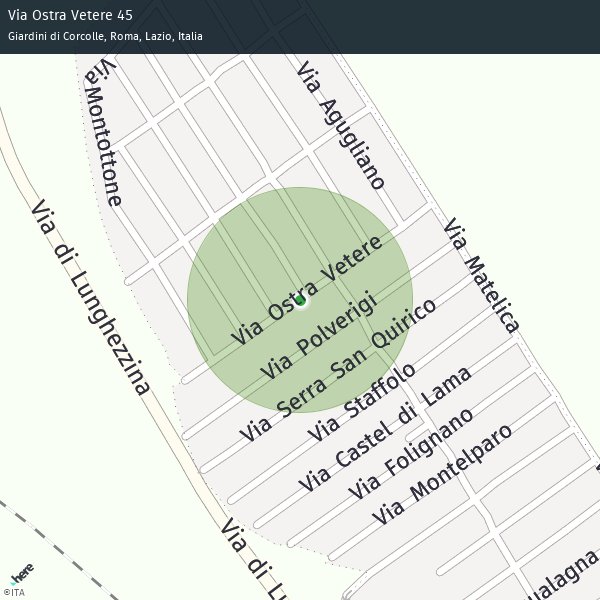 Via Ostra Vetere 45
Giardini di Corcolle, Roma, Lazio, Italia
Via
Montottone
Via Agugliano
Via di Lunghezzina
Via Matelica
Via Ostra Vetere
Via Polverigi
Via Serra San Quirico
Via Staffolo
Via Castel di Lama
Via Folignano
Via Montelparo
Via di Lu
ualagna
here
©ITA